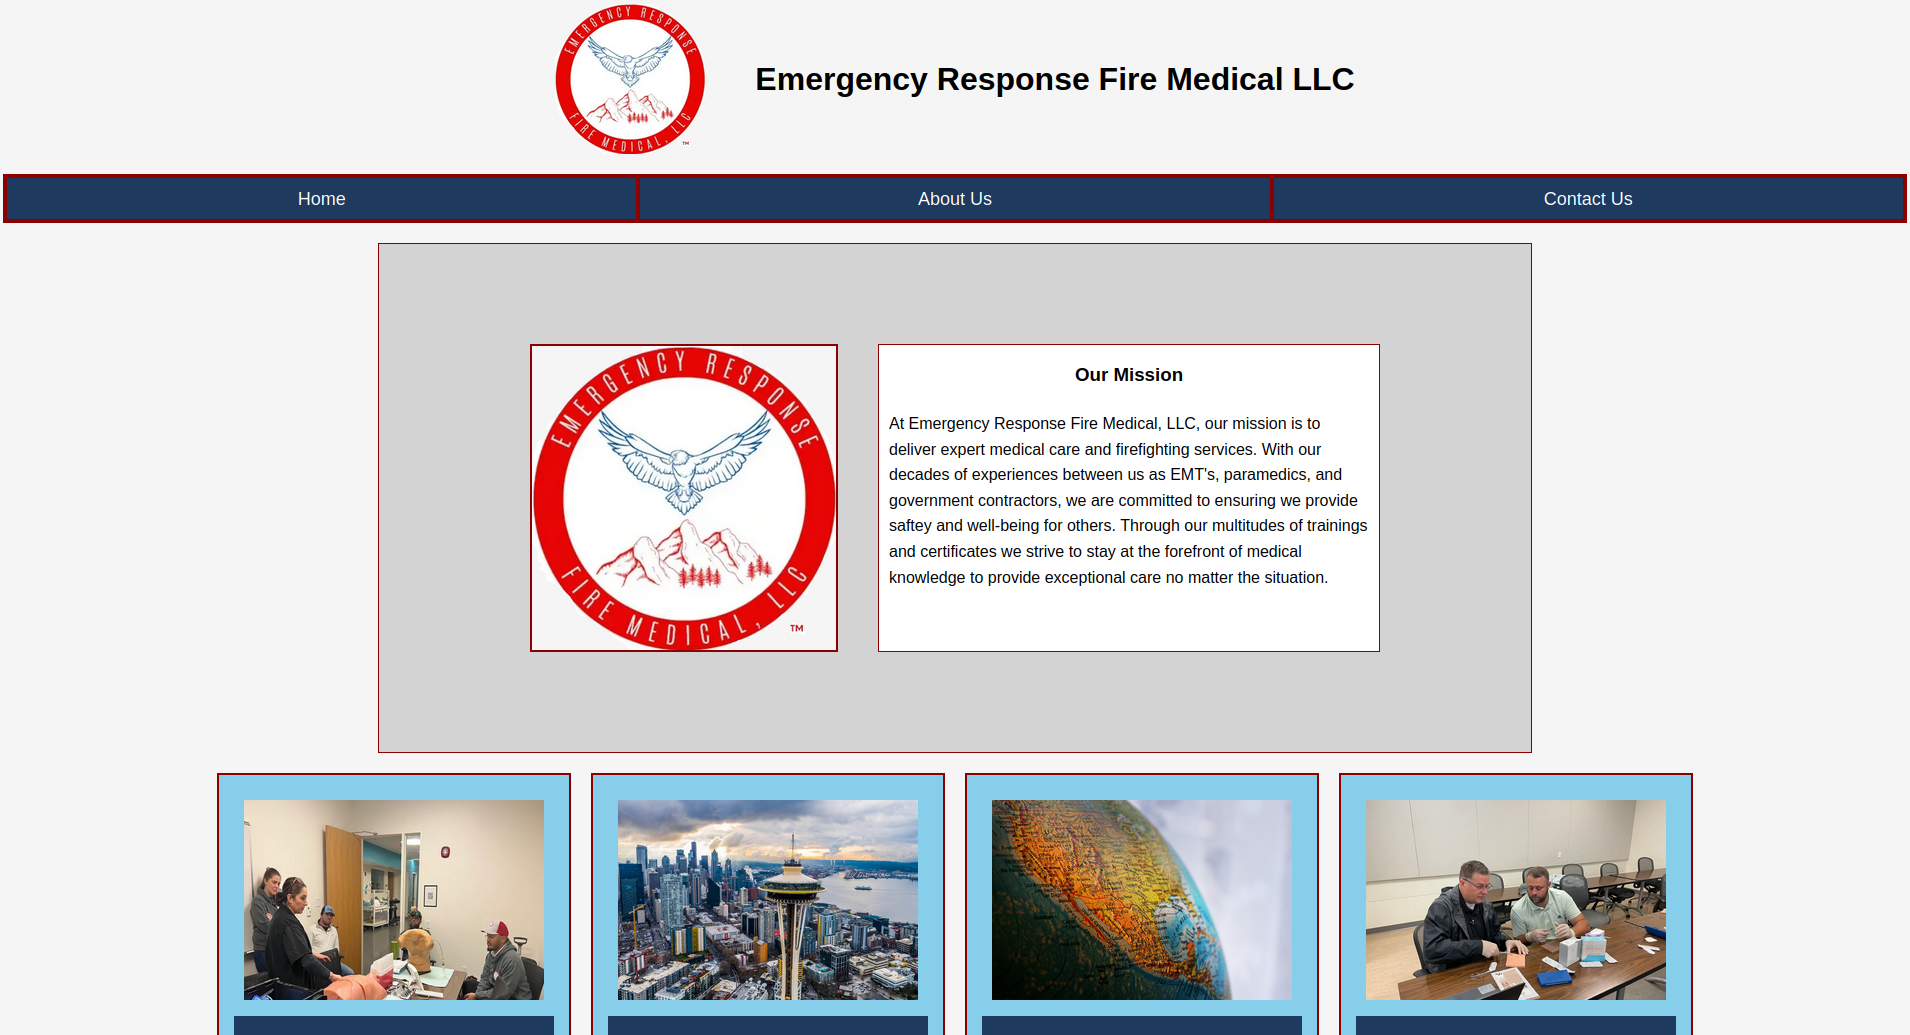 EMERGENCY RESPONSE
FIRE MEDICAL, LLC
TM
Emergency Response Fire Medical LLC
Home
About Us
Contact Us
EMERGENCY RESPONSE
FIRE MEDICAL, LLC
TM
Our Mission
At Emergency Response Fire Medical, LLC, our mission is to
deliver expert medical care and firefighting services. With our
decades of experiences between us as EMT's, paramedics, and
government contractors, we are committed to ensuring we provide
saftey and well-being for others. Through our multitudes of trainings
and certificates we strive to stay at the forefront of medical
knowledge to provide exceptional care no matter the situation.